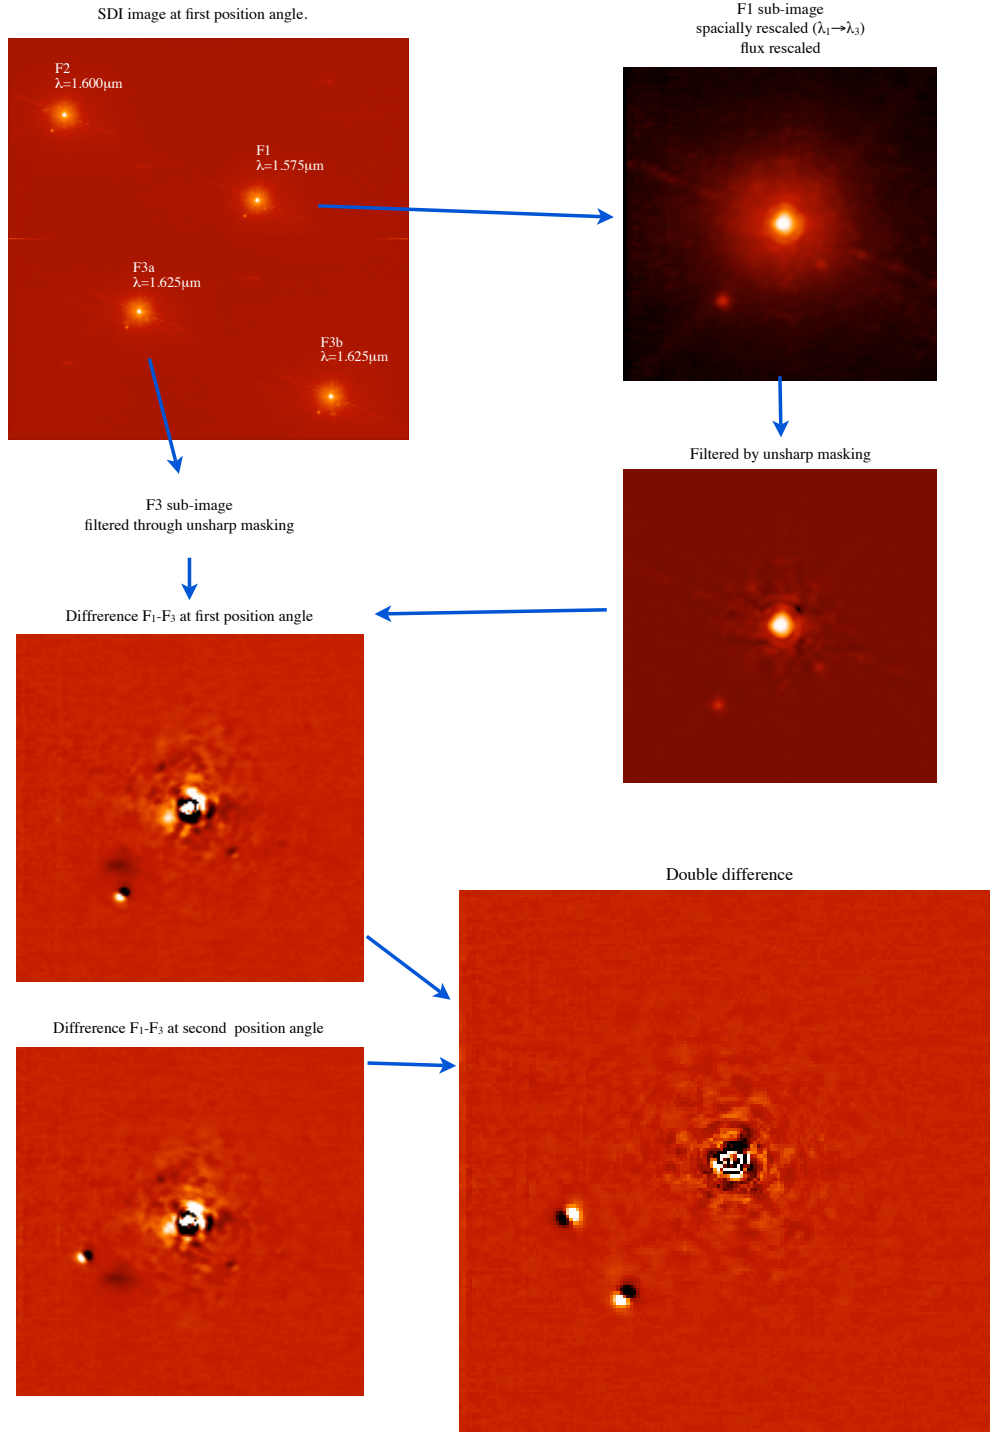 SDI image at first position angle.
F2
λ=1.600μm
F1
λ=1.575μm
F3a
λ=1.625μm
F3b
λ=1.625μm
F1 sub-image
spacially rescaled (λ₁→λ₃)
flux rescaled
Filtered by unsharp masking
F3 sub-image
filtered through unsharp masking
Diffrerence F₁-F₃ at first position angle
Diffrerence F₁-F₃ at second position angle
Double difference